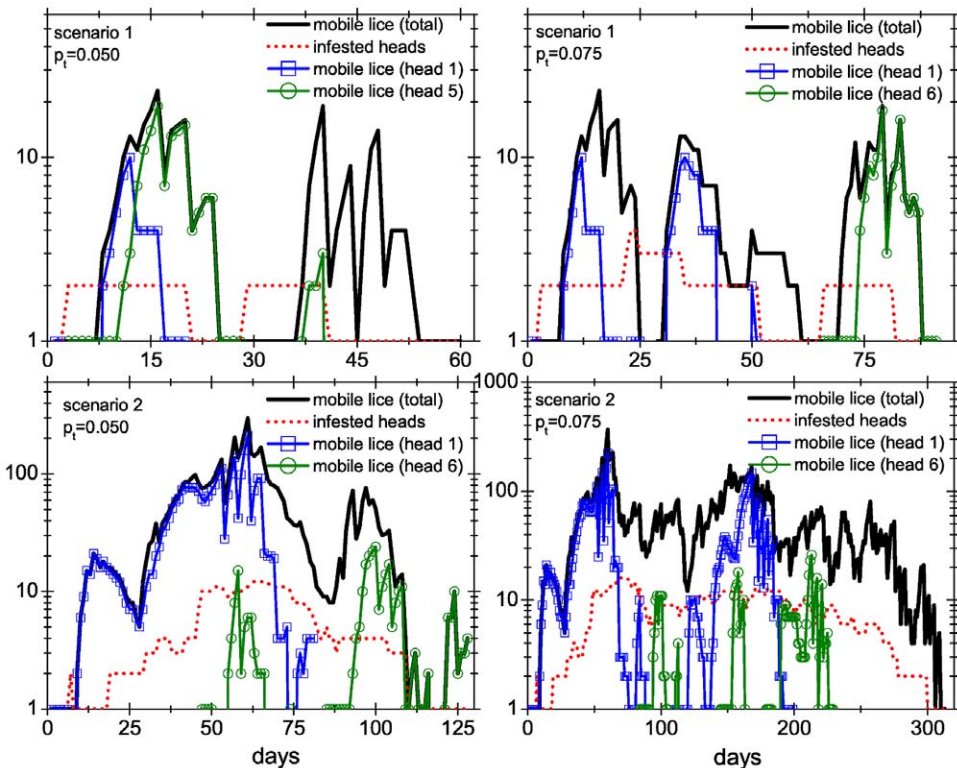 scenario 1
p_t=0.050
mobile lice (total)
infested heads
mobile lice (head 1)
mobile lice (head 5)
10
1
0 15 30 45 60
scenario 1
p_t=0.075
mobile lice (total)
infested heads
mobile lice (head 1)
mobile lice (head 6)
10
1
0 25 50 75
scenario 2
p_t=0.050
mobile lice (total)
infested heads
mobile lice (head 1)
mobile lice (head 6)
100
10
1
0 25 50 75 100 125
days
scenario 2
p_t=0.075
mobile lice (total)
infested heads
mobile lice (head 1)
mobile lice (head 6)
1000
100
10
1
0 100 200 300
days